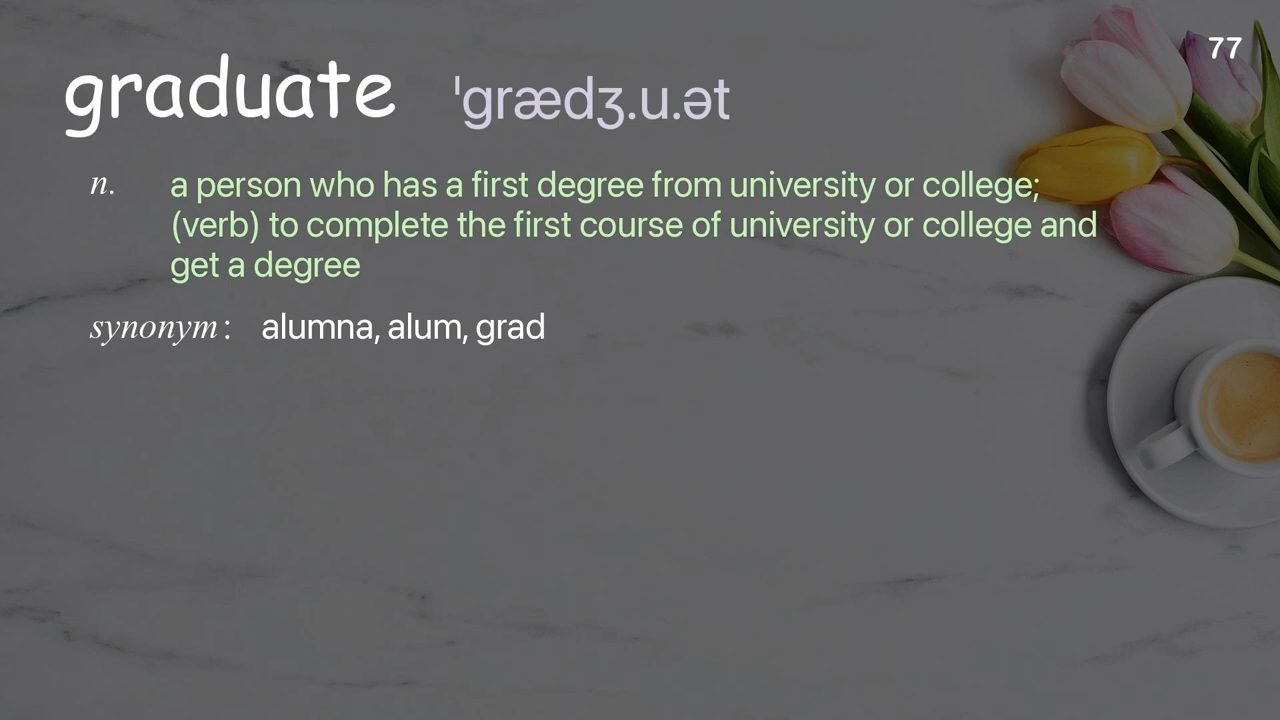 77
graduate ˈgrædʒ.u.ət
n. a person who has a first degree from university or college;
(verb) to complete the first course of university or college and
get a degree
synonym : alumna, alum, grad